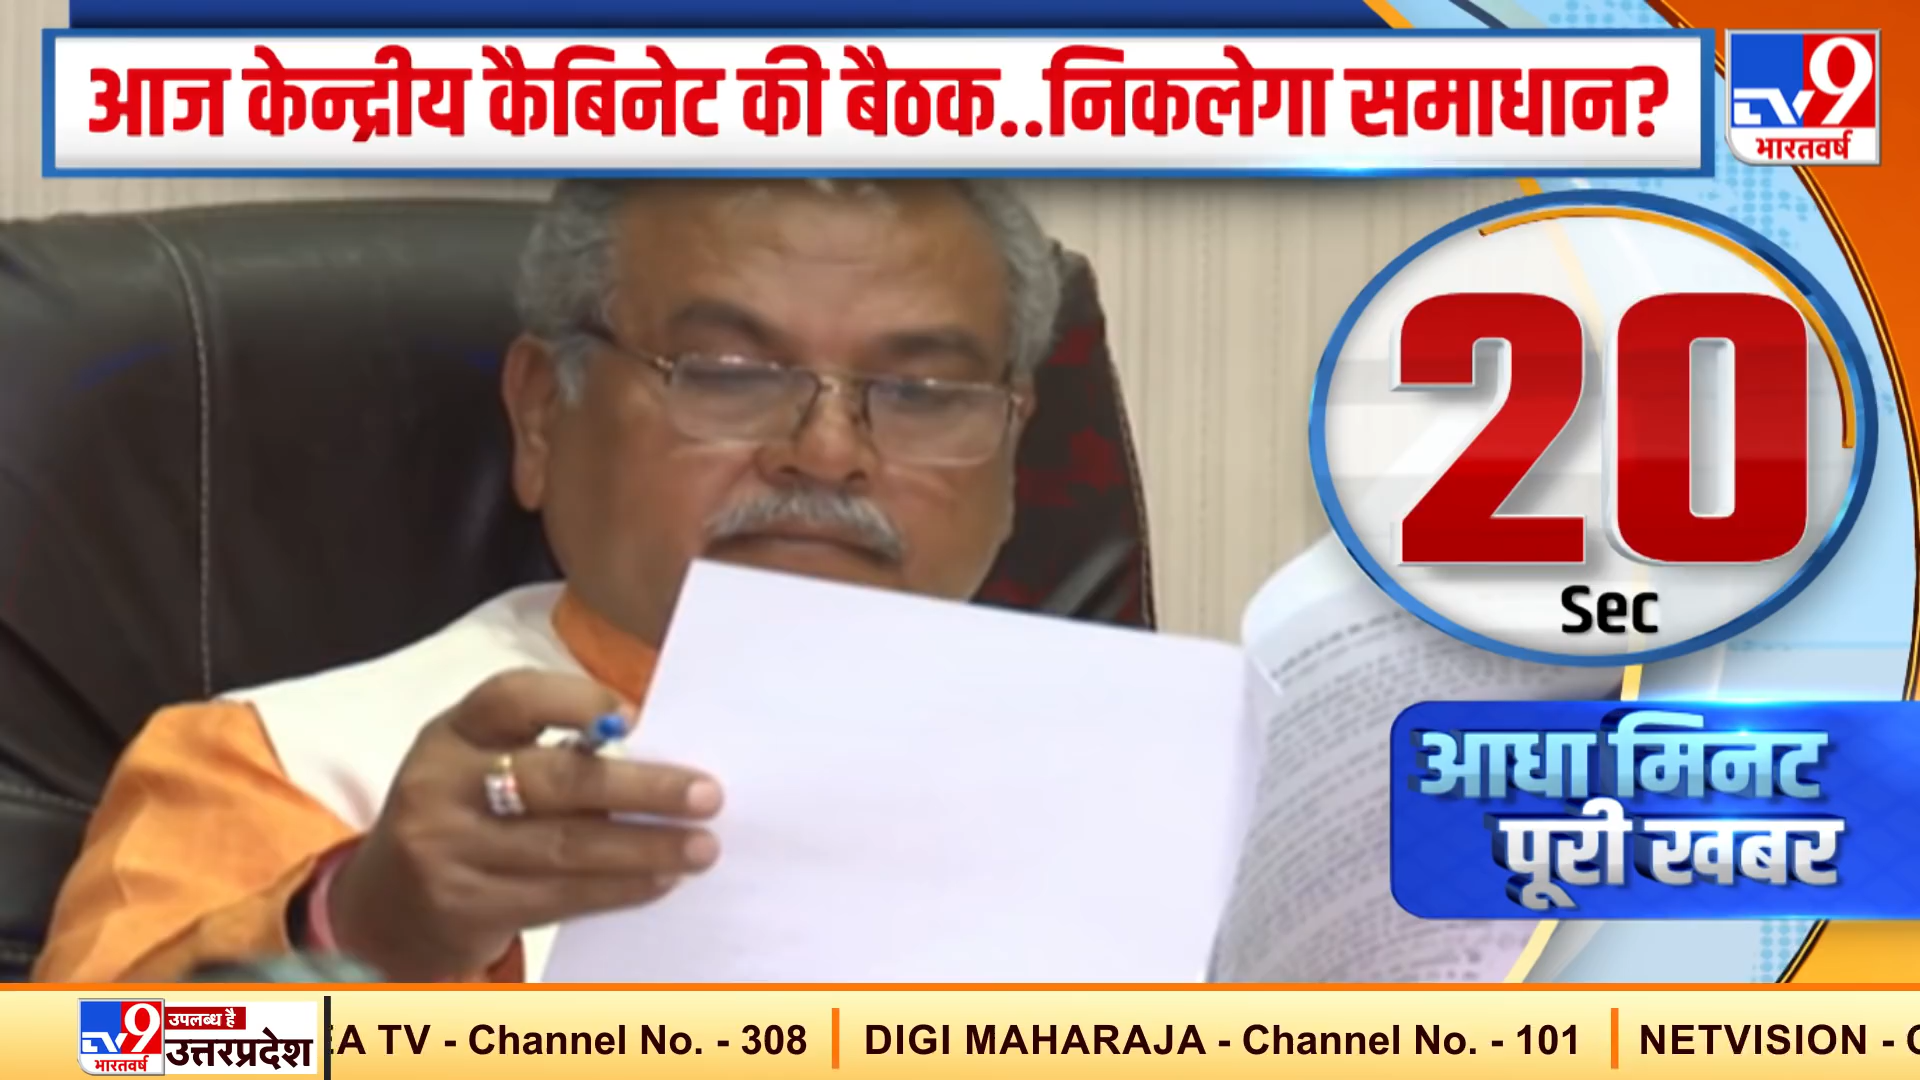 आज केन्द्रीय कैबिनेट की बैठक..निकलेगा समाधान?
TV9
भारतवर्ष
20
Sec
आधा मिनट
पूरी खबर
TV9
भारतवर्ष
उपलब्ध है
उत्तरप्रदेश
EA TV - Channel No. - 308
DIGI MAHARAJA - Channel No. - 101
NETVISION -